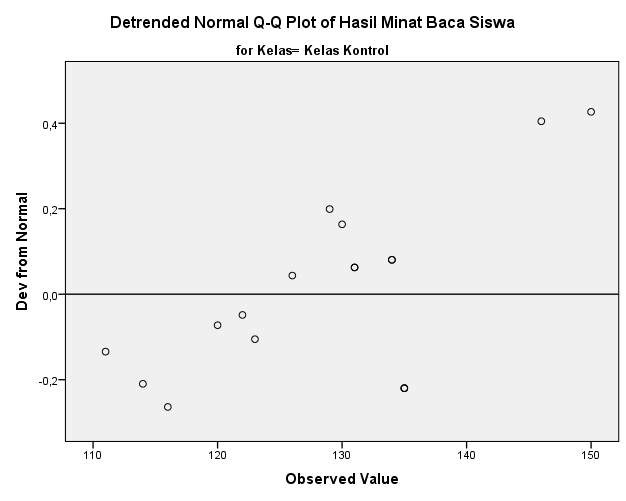 Detrended Normal Q-Q Plot of Hasil Minat Baca Siswa
for Kelas= Kelas Kontrol
Dev from Normal
0,4
0,2
0,0
-0,2
110 120 130 140 150
Observed Value